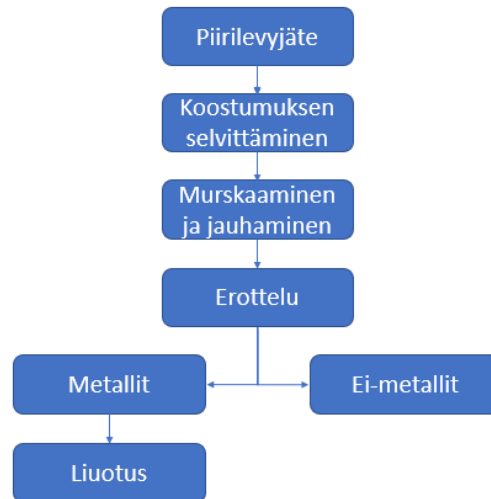 Piirilevyjäte
Koostumuksen
selvittäminen
Murskaaminen
ja jauhaminen
Erottelu
Metallit
Ei-metallit
Liuotus